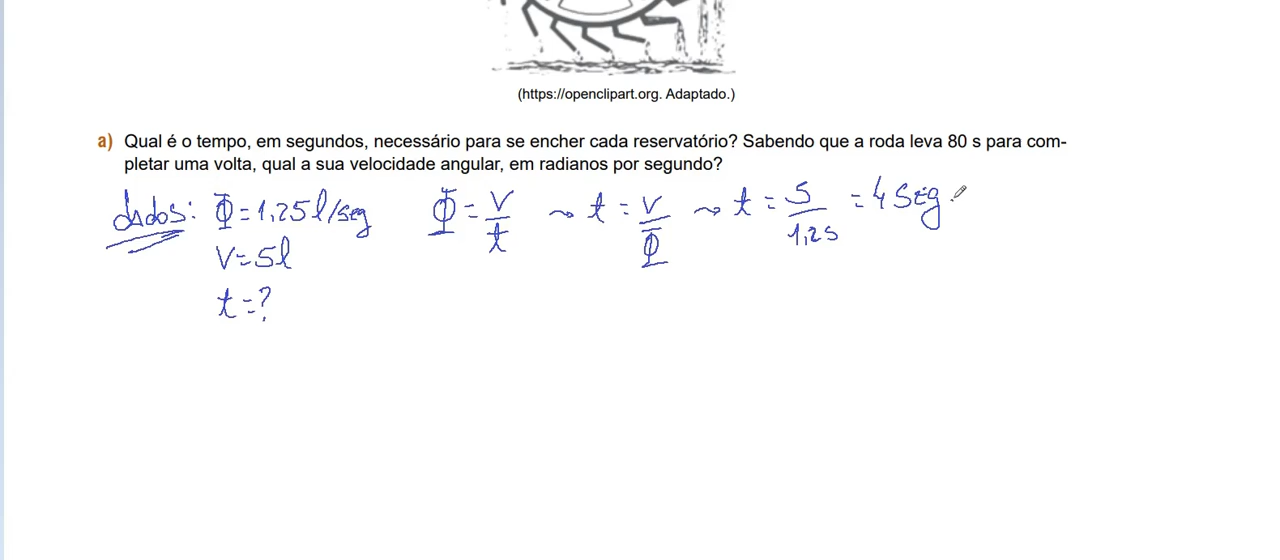 (https://openclipart.org. Adaptado.)
a) Qual é o tempo, em segundos, necessário para se encher cada reservatório? Sabendo que a roda leva 80 s para com-
pletar uma volta, qual a sua velocidade angular, em radianos por segundo?
dados: Φ = 1,25 l/seg   Φ = V/t ⤳ t = V/Φ ⤳ t = 5/1,25 = 4 seg.
V = 5l
t = ?